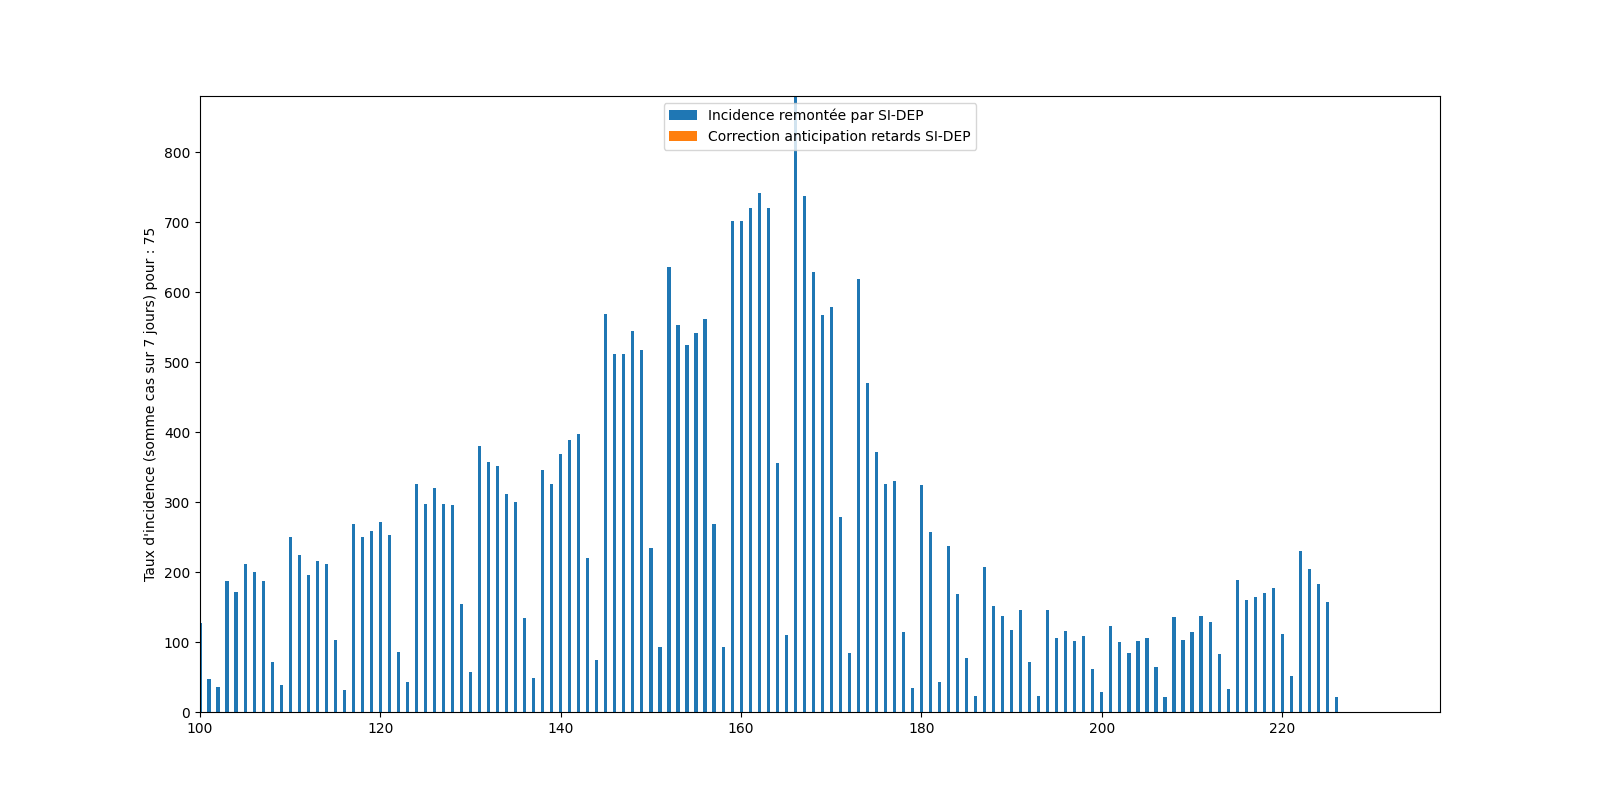 Incidence remontée par SI-DEP
Correction anticipation retards SI-DEP
Taux d'incidence (somme cas sur 7 jours) pour : 75
800
700
600
500
400
300
200
100
0
100 120 140 160 180 200 220